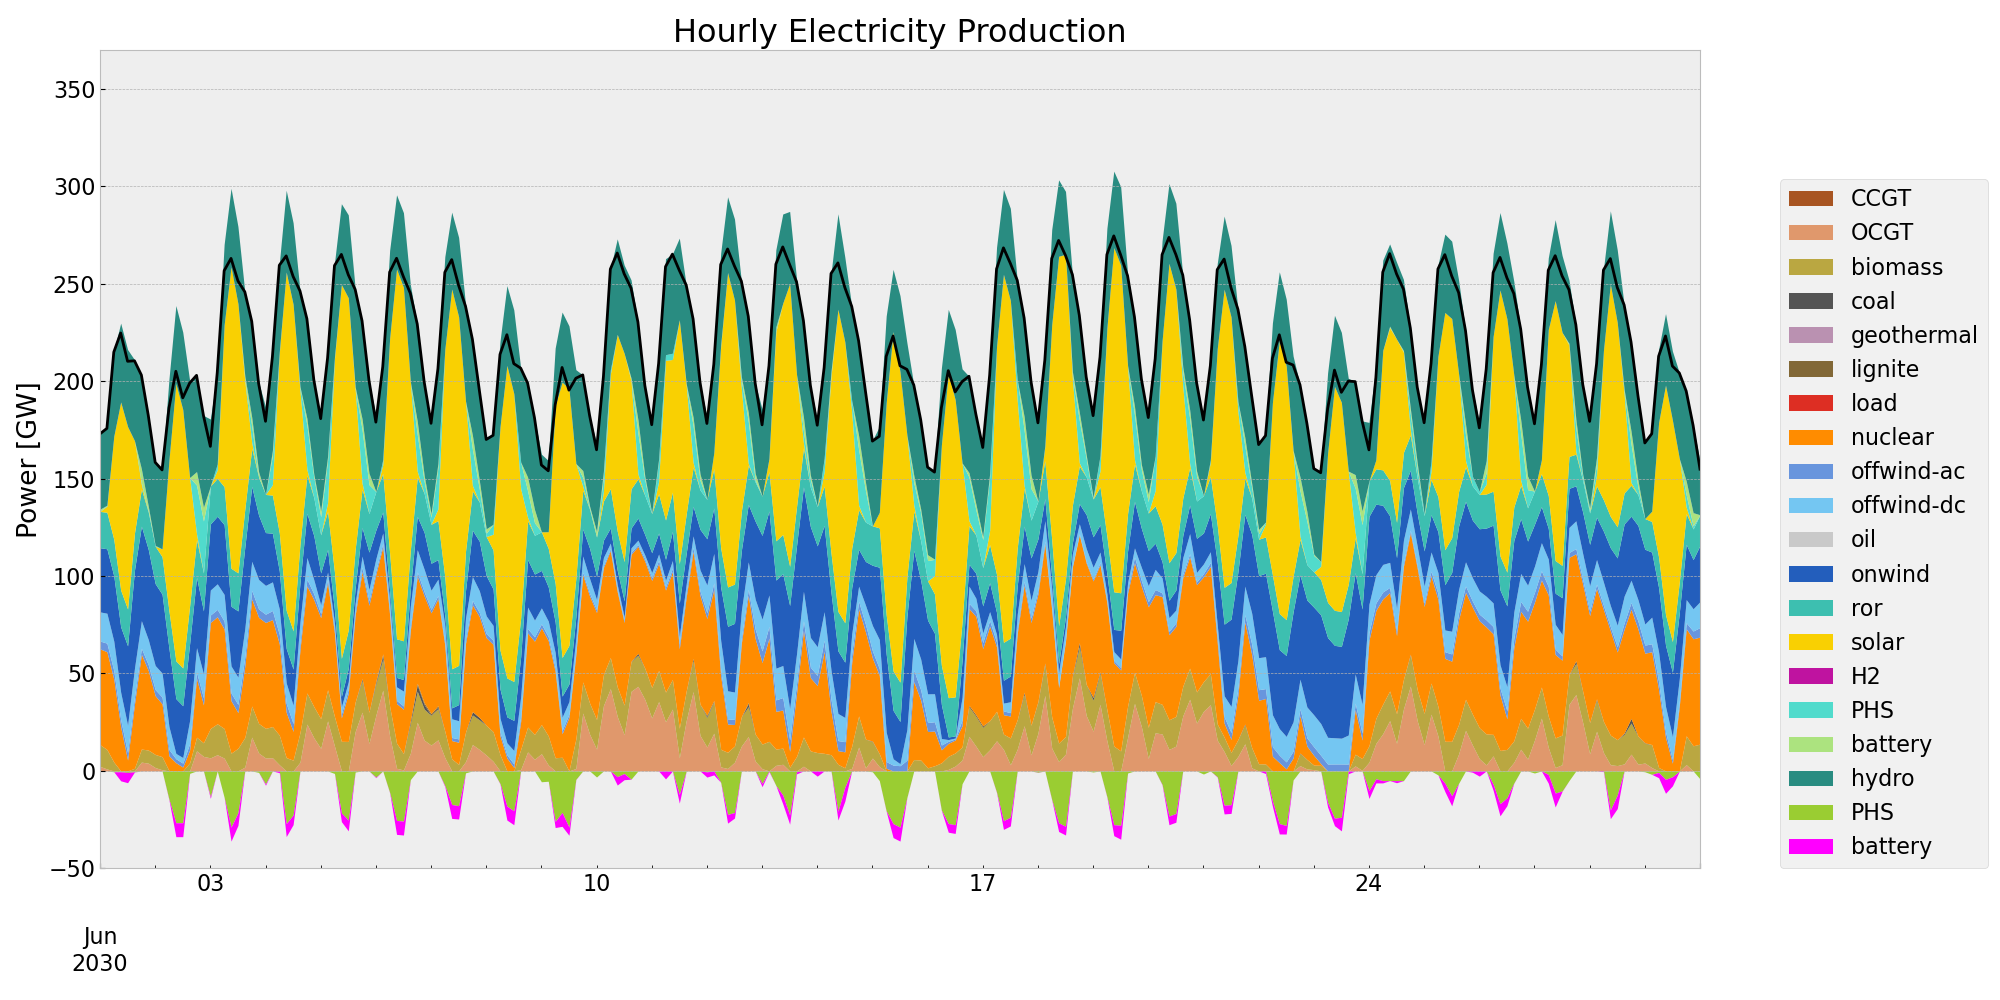 Hourly Electricity Production
Power [GW]
350
300
250
200
150
100
50
0
−50
03
10
17
24
Jun
2030
CCGT
OCGT
biomass
coal
geothermal
lignite
load
nuclear
offwind-ac
offwind-dc
oil
onwind
ror
solar
H2
PHS
battery
hydro
PHS
battery